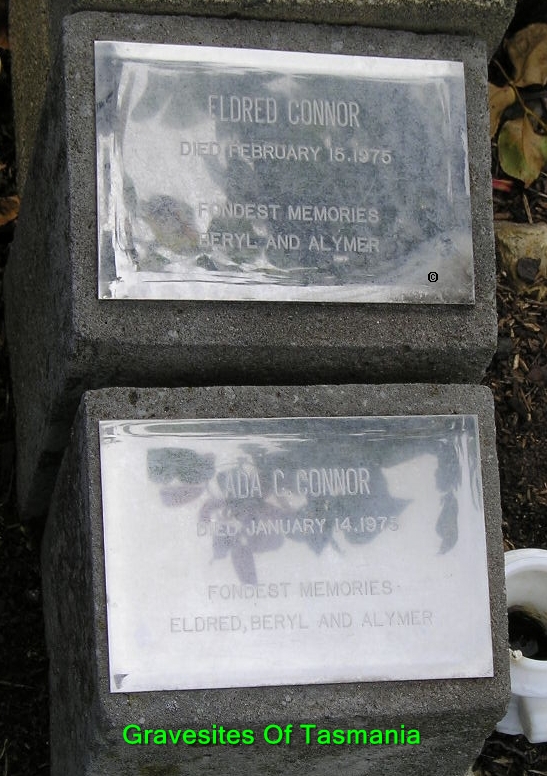 ELDRED CONNOR
DIED FEBRUARY 15.1975
FONDEST MEMORIES
BERYL AND ALYMER
©
ADA C. CONNOR
DIED JANUARY 14.1975
FONDEST MEMORIES
ELDRED, BERYL AND ALYMER
Gravesites Of Tasmania